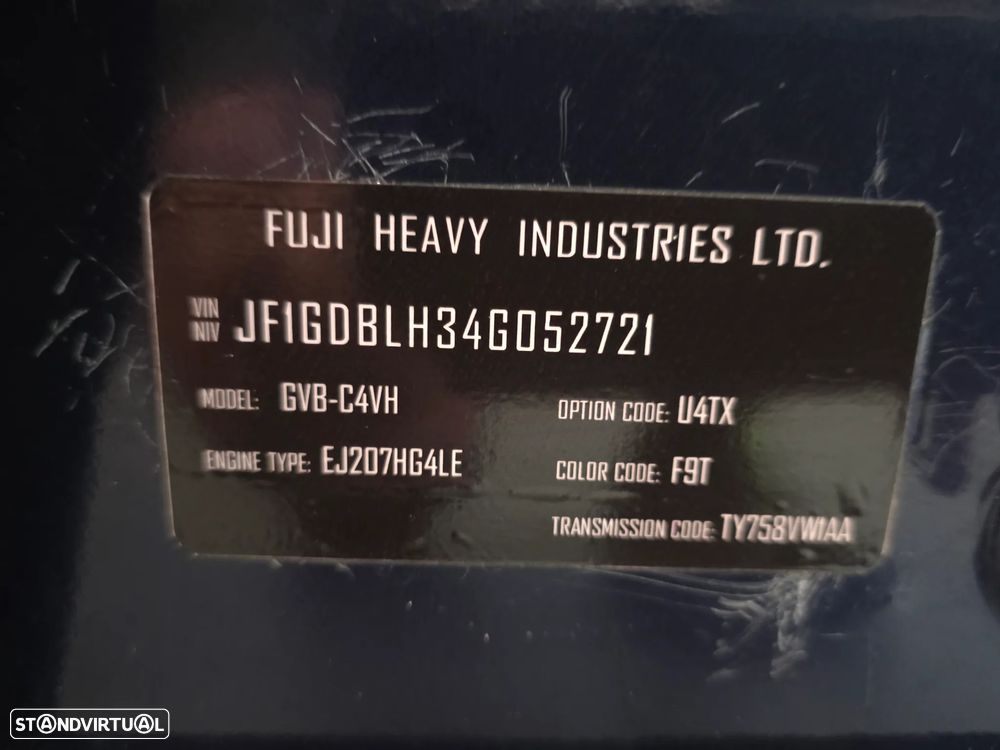 FUJI HEAVY INDUSTRIES LTD.
VIN
NIV JF1GDBLH34G052721
MODEL: GVB-C4VH
OPTION CODE: U4TX
ENGINE TYPE: EJ207HG4LE
COLOR CODE: F9T
TRANSMISSION CODE: TY758VW1AA
STANDVIRTUAL